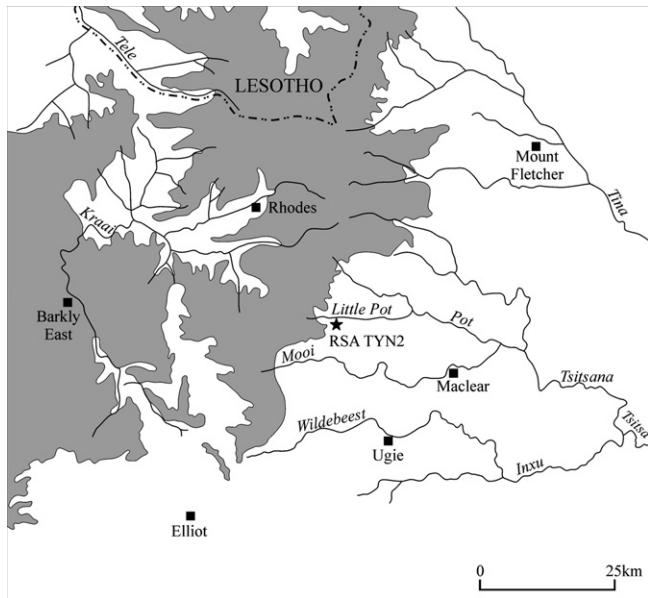 Tele
LESOTHO
Mount
Fletcher
Rhodes
Tina
Kraai
Barkly
East
Little Pot
Pot
RSA TYN2
Mooi
Maclear
Tsitsana
Tsitsa
Wildebeest
Ugie
Inxu
Elliot
0 25km